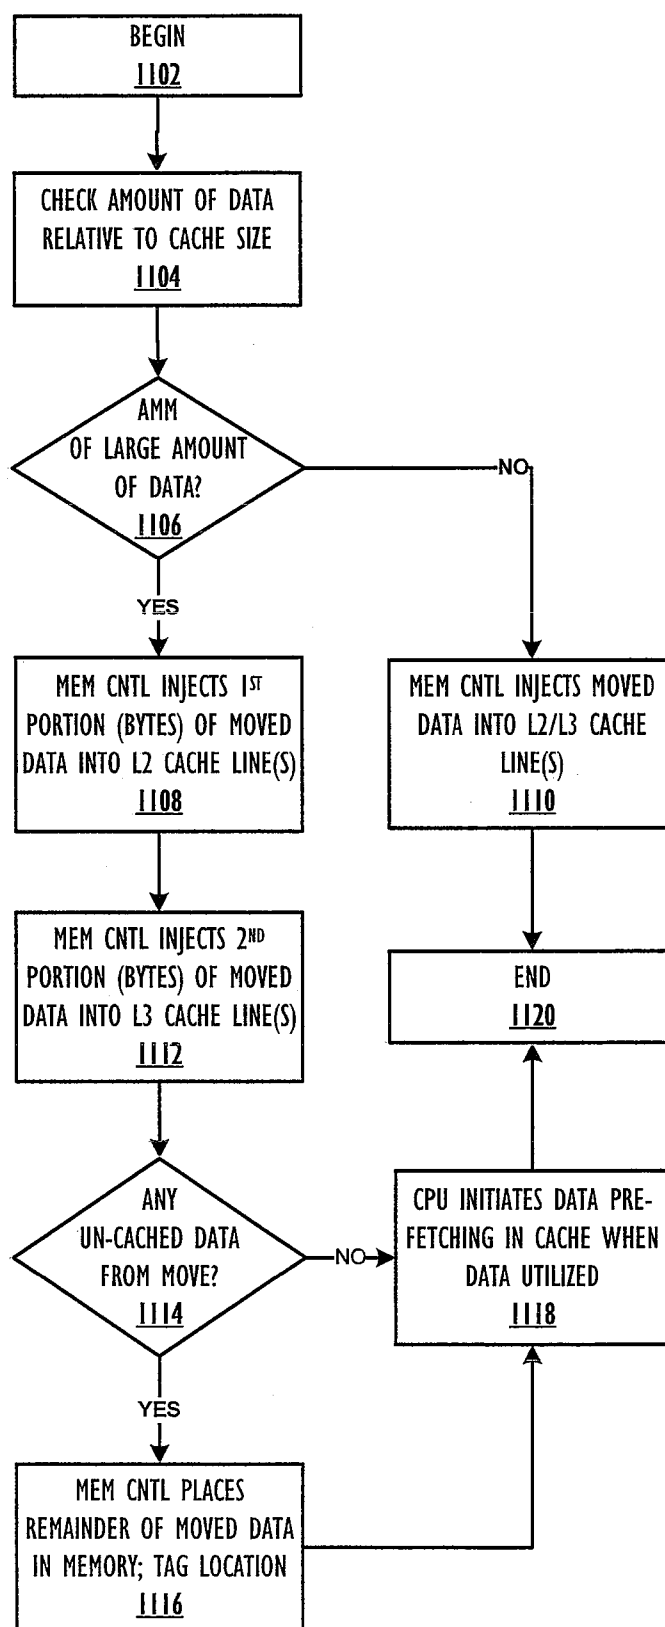 BEGIN
1102
CHECK AMOUNT OF DATA
RELATIVE TO CACHE SIZE
1104
AMM
OF LARGE AMOUNT
OF DATA?
1106
NO
YES
MEM CNTL INJECTS 1ST
PORTION (BYTES) OF MOVED
DATA INTO L2 CACHE LINE(S)
1108
MEM CNTL INJECTS MOVED
DATA INTO L2/L3 CACHE
LINE(S)
1110
MEM CNTL INJECTS 2ND
PORTION (BYTES) OF MOVED
DATA INTO L3 CACHE LINE(S)
1112
END
1120
ANY
UN-CACHED DATA
FROM MOVE?
1114
NO
CPU INITIATES DATA PRE-
FETCHING IN CACHE WHEN
DATA UTILIZED
1118
YES
MEM CNTL PLACES
REMAINDER OF MOVED DATA
IN MEMORY; TAG LOCATION
1116